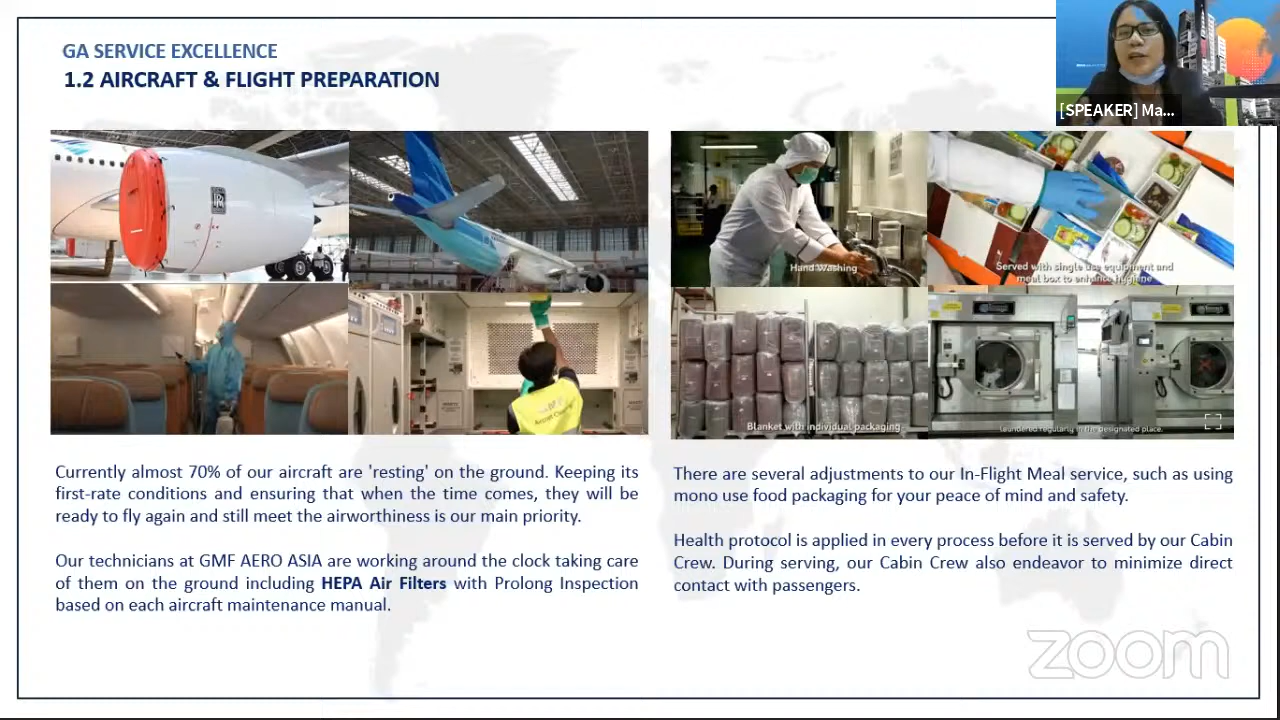 GA SERVICE EXCELLENCE
1.2 AIRCRAFT & FLIGHT PREPARATION
[SPEAKER] Ma...
Hand Washing
Served with single use equipment and
meal box to enhance hygiene
Blanket with individual packaging
laundered regularly in the designated place.
Currently almost 70% of our aircraft are 'resting' on the ground. Keeping its
first-rate conditions and ensuring that when the time comes, they will be
ready to fly again and still meet the airworthiness is our main priority.
Our technicians at GMF AERO ASIA are working around the clock taking care
of them on the ground including HEPA Air Filters with Prolong Inspection
based on each aircraft maintenance manual.
There are several adjustments to our In-Flight Meal service, such as using
mono use food packaging for your peace of mind and safety.
Health protocol is applied in every process before it is served by our Cabin
Crew. During serving, our Cabin Crew also endeavor to minimize direct
contact with passengers.
zoom